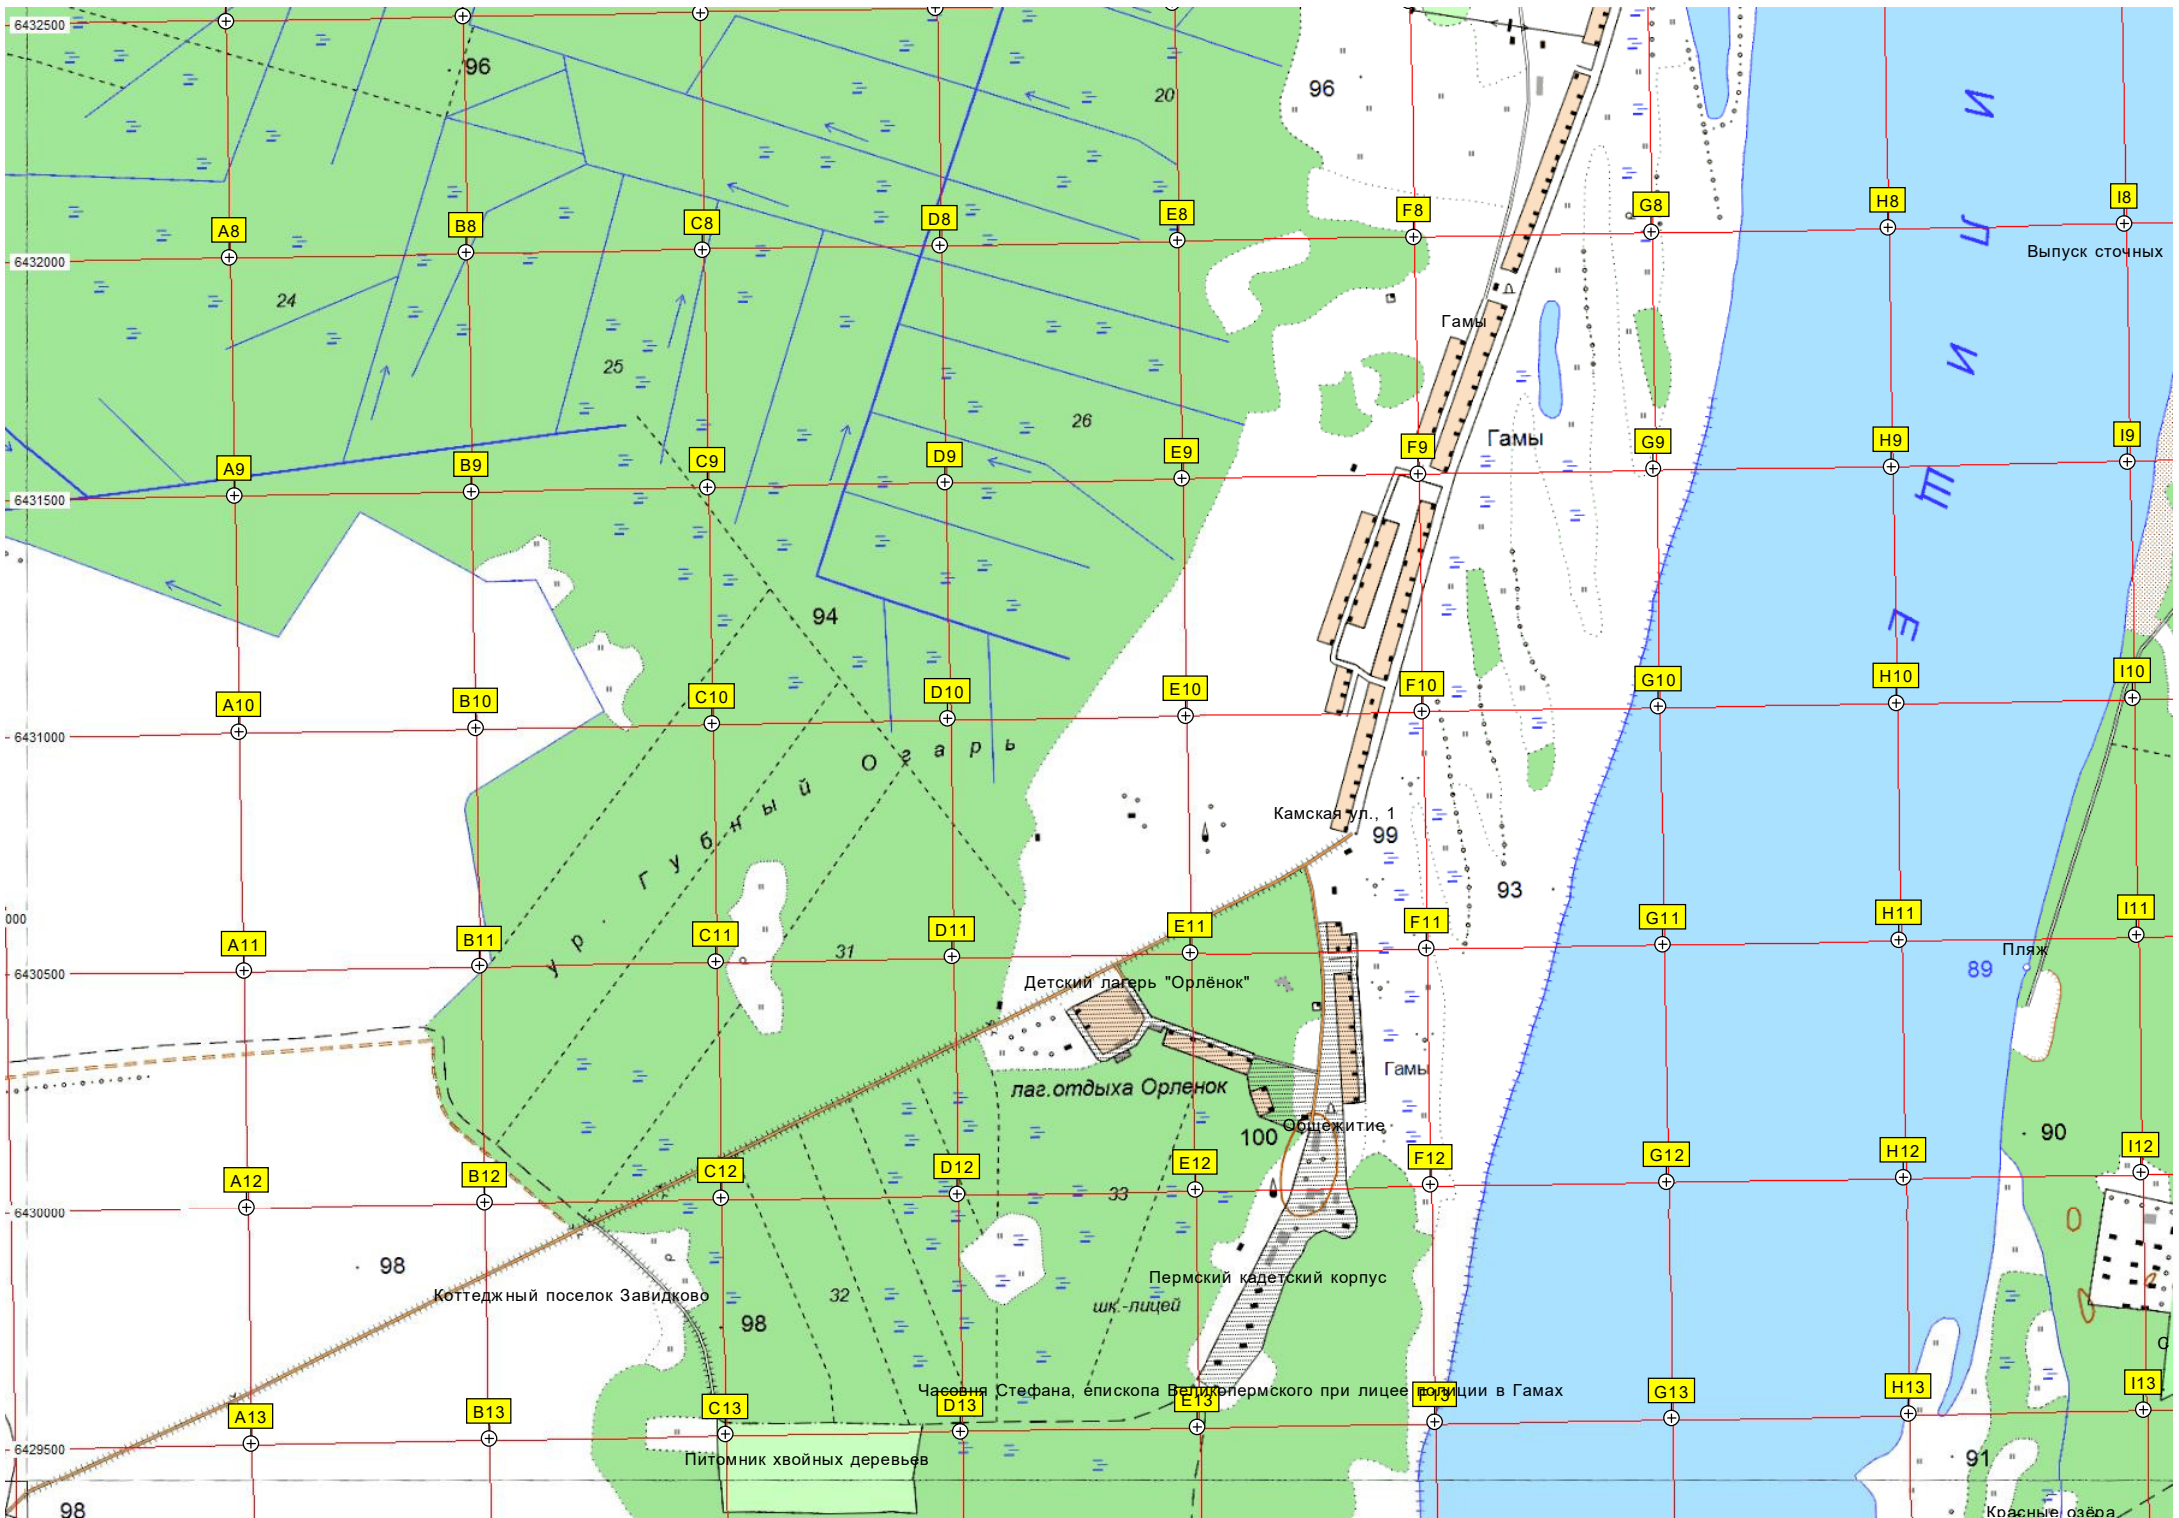 6432500
96
20
96
И
A8
B8
C8
D8
E8
F8
G8
H8
I8
Л
Выпуск сточных
6432000
24
Гамы
И
25
26
Гамы
A9
B9
C9
D9
E9
F9
G9
H9
I9
6431500
Щ
94
Е
A10
B10
C10
D10
E10
F10
G10
H10
I10
6431000
ур. Губный Огарь
Камская ул., 1
99
93
000
A11
B11
C11
D11
E11
F11
G11
H11
I11
31
Пляж
89
6430500
Детский лагерь "Орлёнок"
Гамы
лаг.отдыха Орленок
100
Общежитие
90
A12
B12
C12
D12
E12
F12
G12
H12
I12
33
6430000
98
Пермский кадетский корпус
Коттеджный поселок Завидково
32
шк.-лицей
98
С
Часовня Стефана, епископа Великопермского при лицее полиции в Гамах
A13
B13
C13
D13
E13
F13
G13
H13
I13
6429500
Питомник хвойных деревьев
91
98
Красные озёра